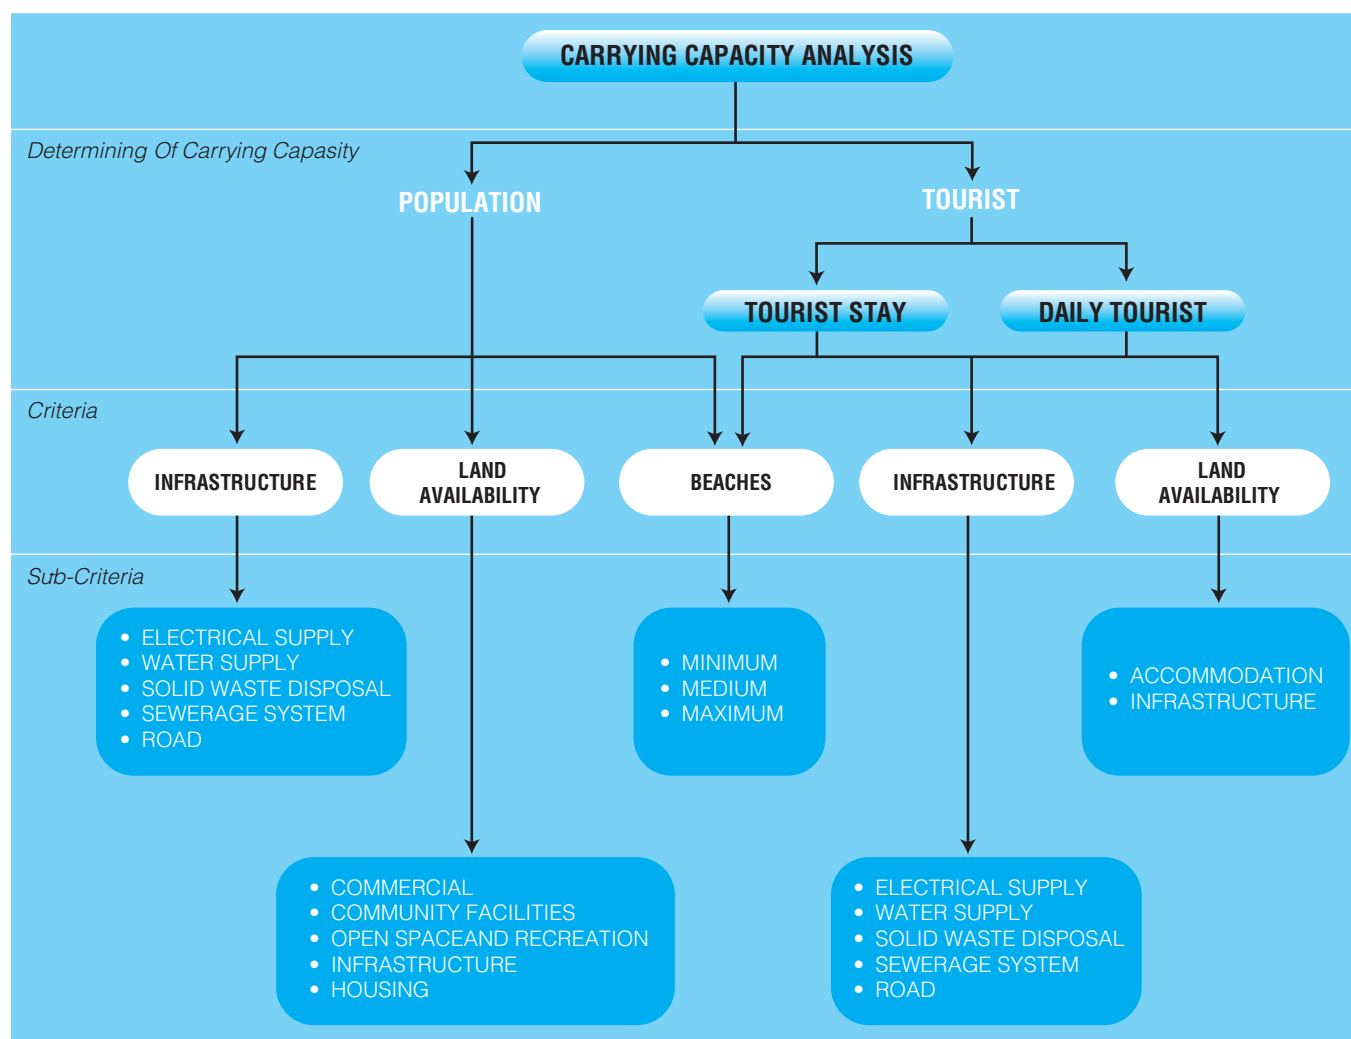 CARRYING CAPACITY ANALYSIS
Determining Of Carrying Capasity
POPULATION
TOURIST
TOURIST STAY
DAILY TOURIST
Criteria
INFRASTRUCTURE
LAND
AVAILABILITY
BEACHES
INFRASTRUCTURE
LAND
AVAILABILITY
Sub-Criteria
• ELECTRICAL SUPPLY
• WATER SUPPLY
• SOLID WASTE DISPOSAL
• SEWERAGE SYSTEM
• ROAD
• MINIMUM
• MEDIUM
• MAXIMUM
• ACCOMMODATION
• INFRASTRUCTURE
• COMMERCIAL
• COMMUNITY FACILITIES
• OPEN SPACEAND RECREATION
• INFRASTRUCTURE
• HOUSING
• ELECTRICAL SUPPLY
• WATER SUPPLY
• SOLID WASTE DISPOSAL
• SEWERAGE SYSTEM
• ROAD